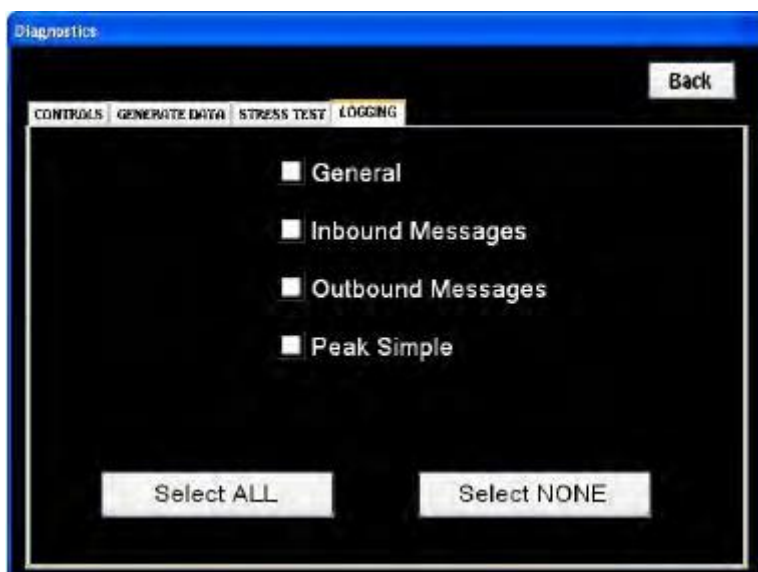 Diagnostics
Back
CONTROLS GENERATE DATA STRESS TEST LOGGING
General
Inbound Messages
Outbound Messages
Peak Simple
Select ALL Select NONE